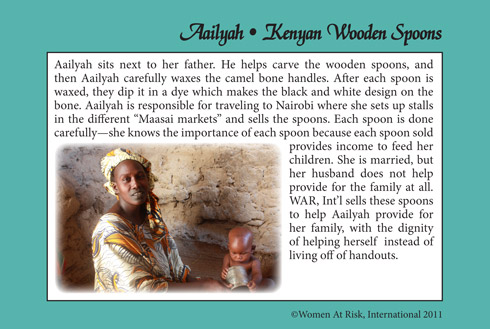 Aailyah • Kenyan Wooden Spoons
Aailyah sits next to her father. He helps carve the wooden spoons, and
then Aailyah carefully waxes the camel bone handles. After each spoon is
waxed, they dip it in a dye which makes the black and white design on the
bone. Aailyah is responsible for traveling to Nairobi where she sets up stalls
in the different “Maasai markets” and sells the spoons. Each spoon is done
carefully—she knows the importance of each spoon because each spoon sold
provides income to feed her
children. She is married, but
her husband does not help
provide for the family at all.
WAR, Int'l sells these spoons
to help Aailyah provide for
her family, with the dignity
of helping herself instead of
living off of handouts.
©Women At Risk, International 2011